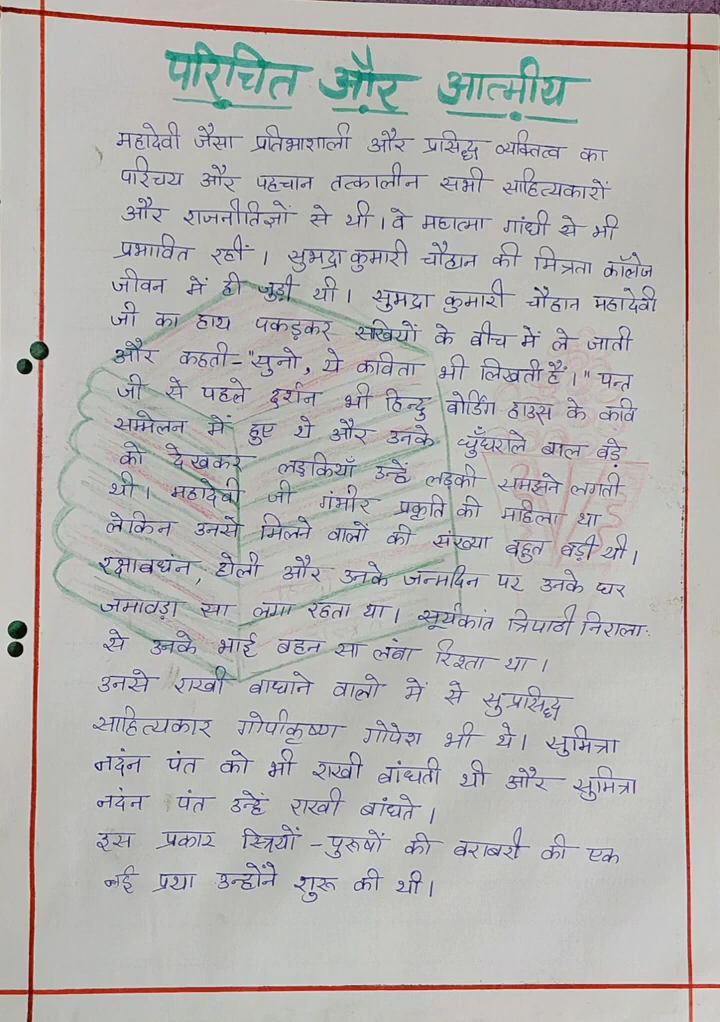 परिचित और आत्मीय
महादेवी जैसा प्रतिभाशाली और प्रसिद्ध व्यक्तित्व का
परिचय और पहचान तत्कालीन सभी साहित्यकारों
और राजनीतिज्ञों से थी। वे महात्मा गांधी से भी
प्रभावित रहीं। सुभद्रा कुमारी चौहान की मित्रता कॉलेज
जीवन में ही जुड़ी थी। सुभद्रा कुमारी चौहान महादेवी
जी का हाथ पकड़कर सखियों के बीच में ले जाती
और कहती-"सुनो, ये कविता भी लिखती हैं।" पन्त
जी से पहले दर्शन भी हिन्दु बोर्डिंग हाउस के कवि
सम्मेलन में हुए थे और उनके घुँघराले बाल बड़े
को देखकर लड़कियाँ उन्हें लड़की समझने लगती
थी। महादेवी जी गंभीर प्रकृति की महिला था
लेकिन उनसे मिलने वालों की संख्या बहुत बड़ी थी।
रक्षाबधंन, होली और उनके जन्मदिन पर उनके घर
जमावड़ा सा लगा रहता था। सूर्यकांत त्रिपाठी निराला
से उनके भाई बहन सा लंबा रिश्ता था।
उनसे राखी बाधाने वालो में से सुप्रसिद्ध
साहित्यकार गोपीकृष्ण गोपेश भी थे। सुमित्रा
नदंन पंत को भी राखी बांधती थी और सुमित्रा
नदंन पंत उन्हें राखी बांधते।
इस प्रकार स्त्रियों-पुरूषों की बराबरी की एक
नई प्रथा उन्होंने शुरू की थी।